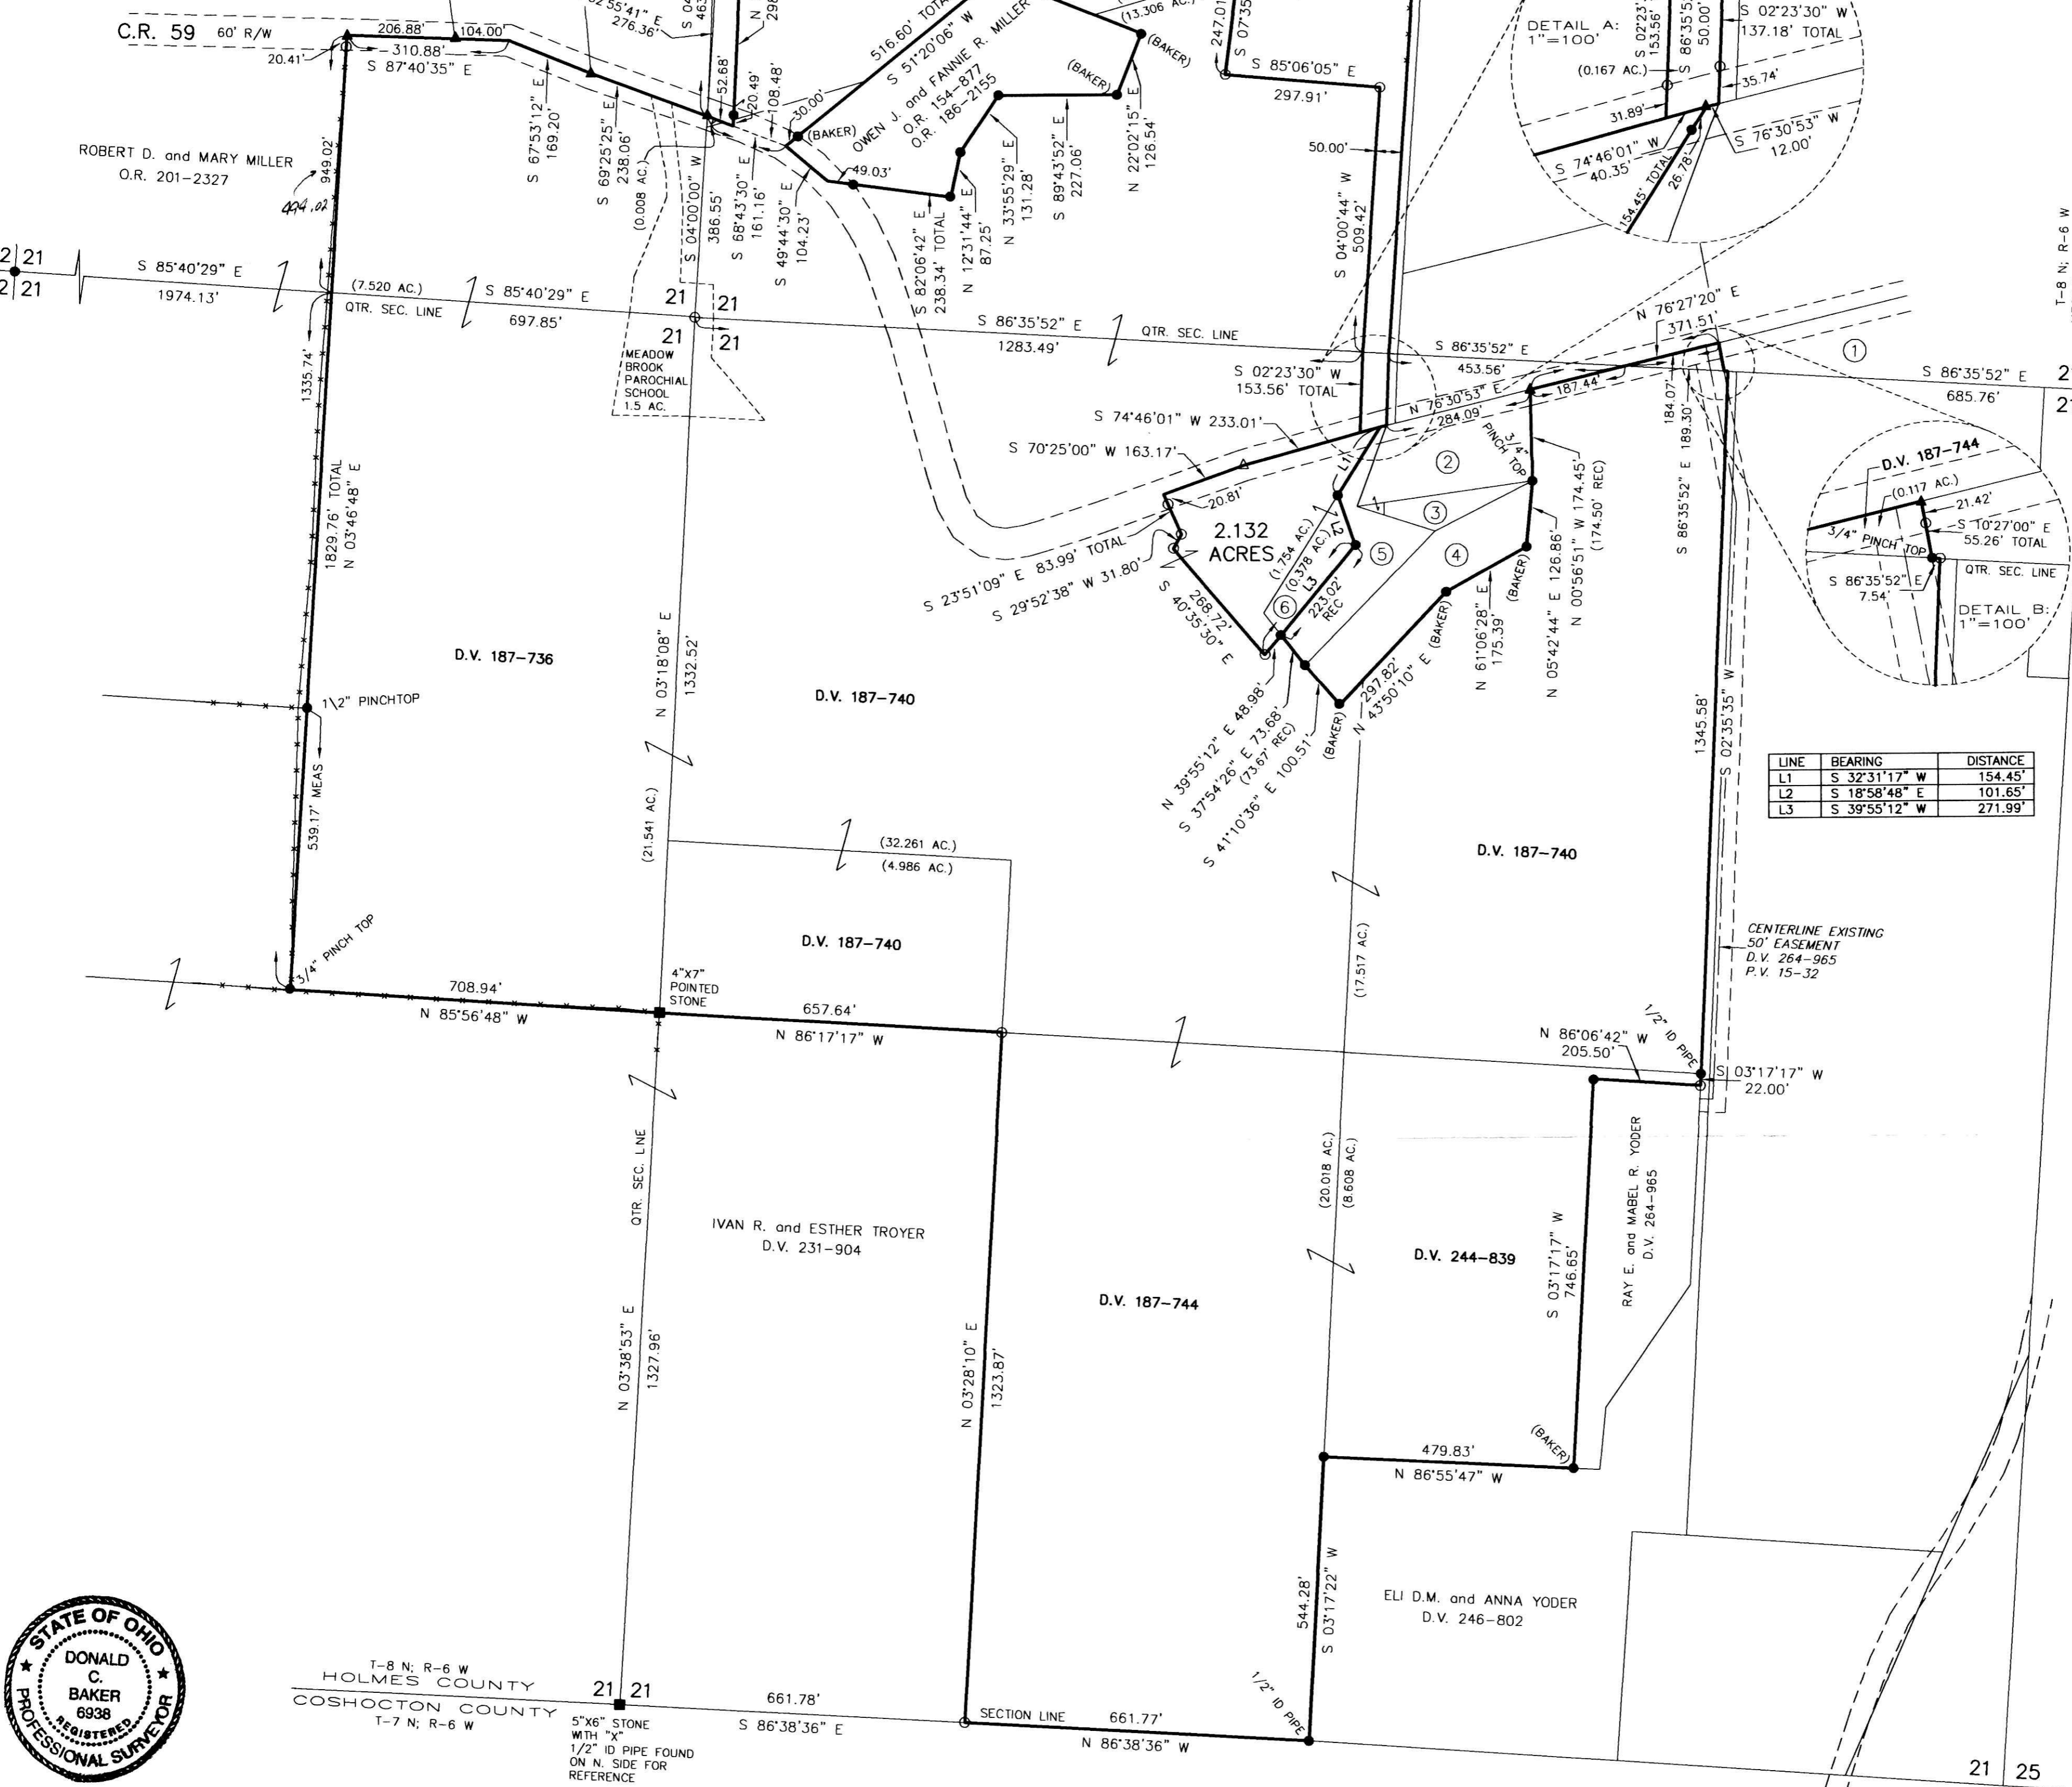 C.R. 59 60' R/W
206.88'
104.00'
20.41'
310.88'
S 87°40'35" E
276.36'
ROBERT D. and MARY MILLER
O.R. 201-2327
949.02'
494.02
S 67°53'12" E
169.20'
S 69°25'25" E
238.06'
(0.008 AC.)
S 04°00'00" W
386.55'
52.68'
20.49'
108.48'
S 68°43'30" E
161.16'
S 49°44'30" E
104.23'
30.00'
(BAKER)
516.60' TOTAL
S 51°20'06" W
OWEN J. and FANNIE R. MILLER
O.R. 154-877
O.R. 186-2155
(13.306 AC.)
(BAKER)
(BAKER)
49.03'
S 82°06'42" E
238.34' TOTAL
N 12°31'44" E
87.25'
N 33°55'29" E
131.28'
S 89°43'52" E
227.06'
N 22°02'15" E
126.54'
247.01'
S 85°06'05" E
297.91'
50.00'
S 04°00'44" W
509.42'
DETAIL A:
1"=100'
S 02°23'30" W
137.18' TOTAL
153.56'
50.00'
(0.167 AC.)
35.74'
31.89'
S 76°30'53" W
12.00'
S 74°46'01" W
40.35'
154.45' TOTAL
26.78'
T-8 N; R-6 W
2 21
2 21
S 85°40'29" E
1974.13'
(7.520 AC.)
QTR. SEC. LINE
S 85°40'29" E
697.85'
21 21
21 21
MEADOW
BROOK
PAROCHIAL
SCHOOL
1.5 AC.
S 86°35'52" E
1283.49'
QTR. SEC. LINE
S 86°35'52" E
453.56'
N 76°27'20" E
371.51'
1
S 86°35'52" E
685.76'
S 02°23'30" W
153.56' TOTAL
S 74°46'01" W 233.01'
S 70°25'00" W 163.17'
N 76°30'53" E
284.09'
187.44'
184.07'
S 86°35'52" E 189.30'
3/4"
PINCH TOP
2
3
4
5
6
L1
L2
L3
20.81'
2.132
ACRES
(1.754 AC.)
(0.378 AC.)
223.02'
REC
S 23°51'09" E 83.99' TOTAL
S 29°52'38" W 31.80'
268.72'
S 40°35'30" E
N 39°55'12" E 48.98'
S 37°54'26" E 73.68'
(73.67' REC)
S 41°10'36" E 100.51'
(BAKER)
297.82'
N 43°50'10" E
(BAKER)
N 61°06'28" E
175.39'
(BAKER)
N 05°42'44" E 126.86'
N 00°56'51" W 174.45'
(174.50' REC)
D.V. 187-744
(0.117 AC.)
21.42'
S 10°27'00" E
55.26' TOTAL
3/4" PINCH TOP
S 86°35'52" E
7.54'
QTR. SEC. LINE
DETAIL B:
1"=100'
1335.74'
1829.76' TOTAL
N 03°46'48" E
1\2" PINCHTOP
539.17' MEAS
3/4" PINCH TOP
D.V. 187-736
N 03°18'08" E
1332.52'
D.V. 187-740
(21.541 AC.)
(32.261 AC.)
(4.986 AC.)
D.V. 187-740
D.V. 187-740
1345.58'
S 02°35'35" W
LINE BEARING DISTANCE
L1 S 32°31'17" W 154.45'
L2 S 18°58'48" E 101.65'
L3 S 39°55'12" W 271.99'
CENTERLINE EXISTING
50' EASEMENT
D.V. 264-965
P.V. 15-32
(17.517 AC.)
708.94'
N 85°56'48" W
4"X7"
POINTED
STONE
657.64'
N 86°17'17" W
N 86°06'42" W
205.50'
1/2" ID PIPE
S 03°17'17" W
22.00'
QTR. SEC. LNE
N 03°38'53" E
1327.96'
IVAN R. and ESTHER TROYER
D.V. 231-904
N 03°28'10" E
1323.87'
D.V. 187-744
(20.018 AC.)
(8.608 AC.)
D.V. 244-839
S 03°17'17" W
746.65'
RAY E. and MABEL R. YODER
D.V. 264-965
479.83'
N 86°55'47" W
(BAKER)
544.28'
S 03°17'22" W
ELI D.M. and ANNA YODER
D.V. 246-802
1/2" ID PIPE
STATE OF OHIO
DONALD
C.
BAKER
6938
REGISTERED
PROFESSIONAL SURVEYOR
T-8 N; R-6 W
HOLMES COUNTY
COSHOCTON COUNTY
T-7 N; R-6 W
21 21
5"X6" STONE
WITH "X"
1/2" ID PIPE FOUND
ON N. SIDE FOR
REFERENCE
661.78'
S 86°38'36" E
SECTION LINE
661.77'
N 86°38'36" W
21 25